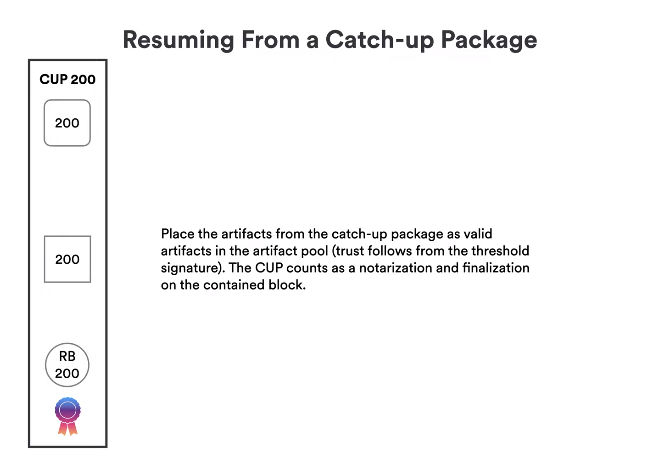 Resuming From a Catch-up Package
CUP 200
200
200
RB
200
Place the artifacts from the catch-up package as valid
artifacts in the artifact pool (trust follows from the threshold
signature). The CUP counts as a notarization and finalization
on the contained block.